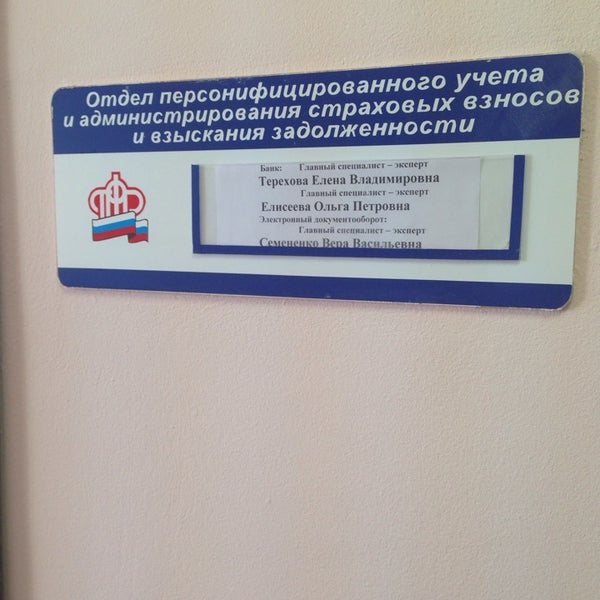 Отдел персонифицированного учета
и администрирования страховых взносов
и взыскания задолженности
Банк: Главный специалист – эксперт
Терехова Елена Владимировна
Главный специалист – эксперт
Елисеева Ольга Петровна
Электронный документооборот:
Главный специалист – эксперт
Семененко Вера Васильевна
ПФР